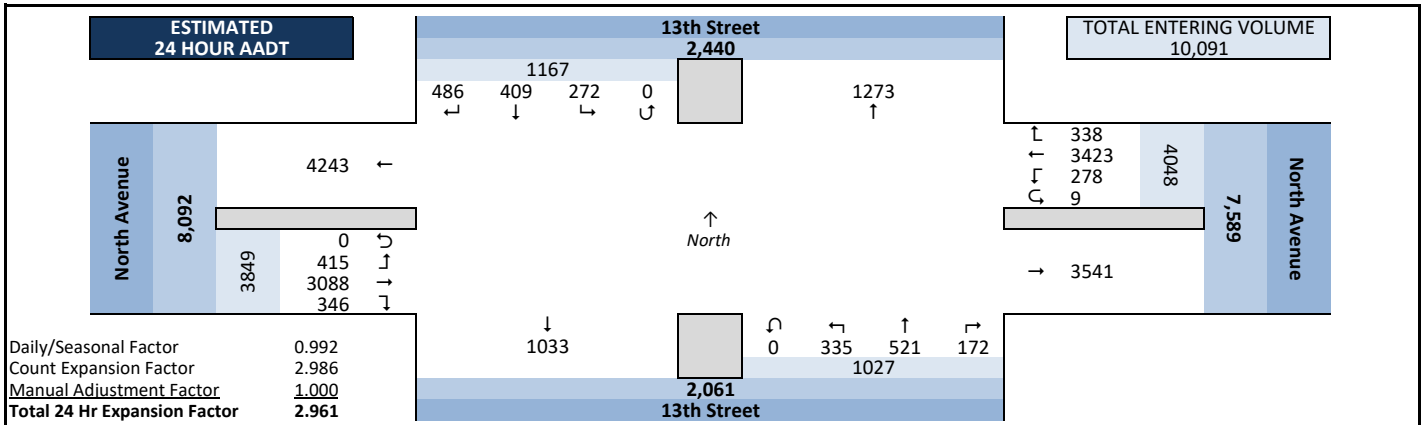 ESTIMATED
24 HOUR AADT
13th Street
2,440
TOTAL ENTERING VOLUME
10,091
1167
486 409 272 0
↵ ↓ ↳ ↺
1273
↑
North Avenue
8,092
4243 ←
3849
0
415
3088 →
346
↑
North
338
← 3423
278
9
4048
7,589
North Avenue
→ 3541
↓
1033
0 335 521 172
1027
2,061
13th Street
Daily/Seasonal Factor 0.992
Count Expansion Factor 2.986
Manual Adjustment Factor 1.000
Total 24 Hr Expansion Factor 2.961